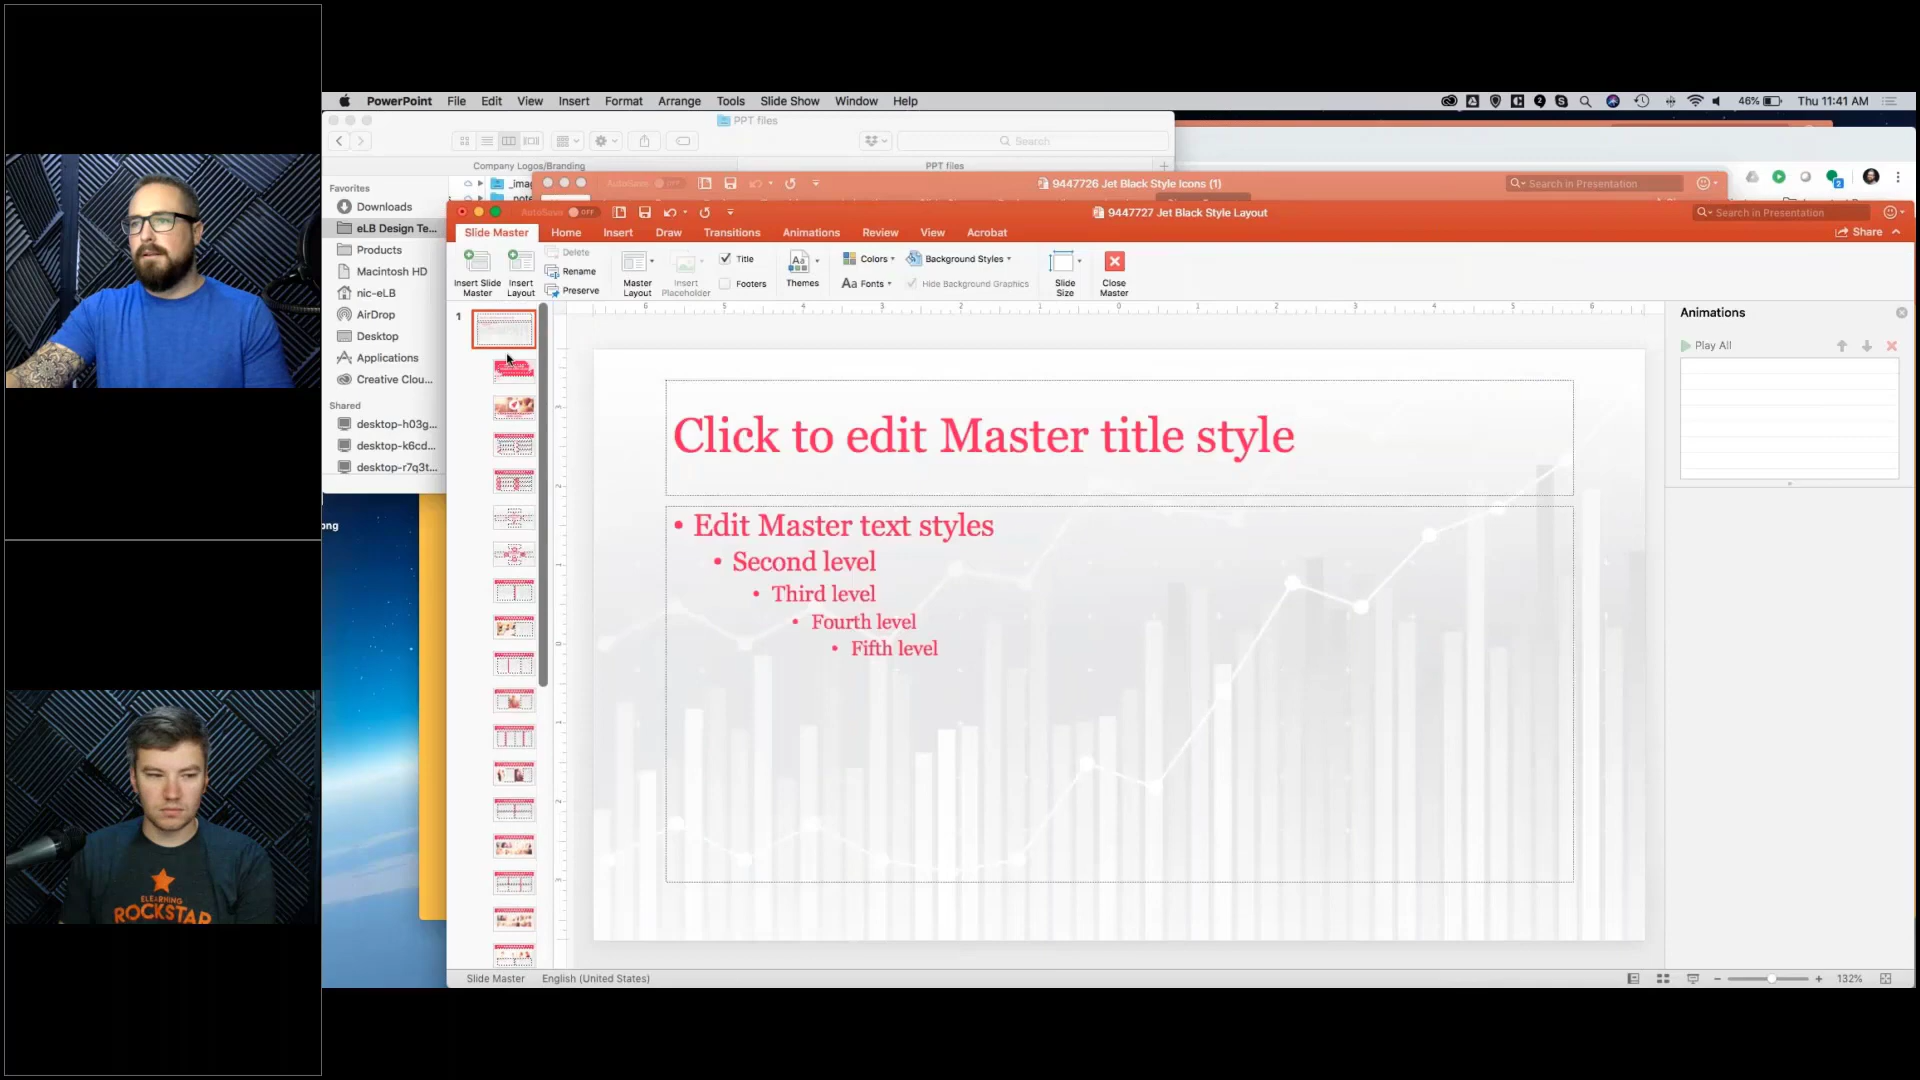 PowerPoint File Edit View Insert Format Arrange Tools Slide Show Window Help
46% Thu 11:41 AM
PPT files
Search
Company Logos/Branding PPT files
Favorites
Downloads
eLB Design Te...
Products
Macintosh HD
nic-eLB
AirDrop
Desktop
Applications
Creative Clou...
Shared
desktop-h03g...
desktop-k6cd...
desktop-r7q3t...
png
AutoSave OFF 9447726 Jet Black Style Icons (1) Search in Presentation
AutoSave OFF 9447727 Jet Black Style Layout Search in Presentation
Slide Master Home Insert Draw Transitions Animations Review View Acrobat Share
Insert Slide Master
Insert Layout
Delete
Rename
Preserve
Master Layout
Insert Placeholder
Title
Footers
Themes
Colors
Fonts
Background Styles
Hide Background Graphics
Slide Size
Close Master
1
Click to edit Master title style
• Edit Master text styles
• Second level
• Third level
• Fourth level
• Fifth level
Animations
Play All
Slide Master English (United States) 132%
ELEARNING
ROCKSTAR